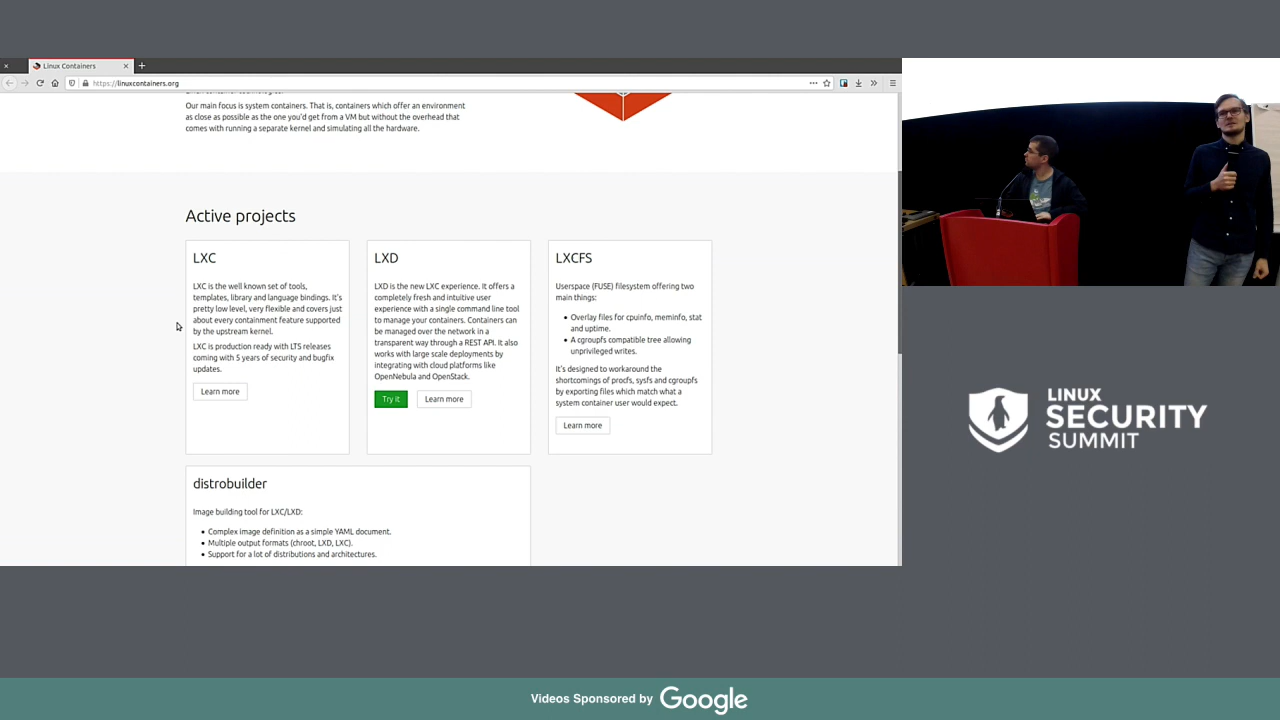 Linux Containers
https://linuxcontainers.org
Our main focus is system containers. That is, containers which offer an environment
as close as possible as the one you'd get from a VM but without the overhead that
comes with running a separate kernel and simulating all the hardware.
Active projects
LXC
LXC is the well known set of tools,
templates, library and language bindings. It's
pretty low level, very flexible and covers just
about every containment feature supported
by the upstream kernel.
LXC is production ready with LTS releases
coming with 5 years of security and bugfix
updates.
Learn more
LXD
LXD is the new LXC experience. It offers a
completely fresh and intuitive user
experience with a single command line tool
to manage your containers. Containers can
be managed over the network in a
transparent way through a REST API. It also
works with large scale deployments by
integrating with cloud platforms like
OpenNebula and OpenStack.
Try it
Learn more
LXCFS
Userspace (FUSE) filesystem offering two
main things:
Overlay files for cpuinfo, meminfo, stat
and uptime.
A cgroupfs compatible tree allowing
unprivileged writes.
It's designed to workaround the
shortcomings of procfs, sysfs and cgroupfs
by exporting files which match what a
system container user would expect.
Learn more
distrobuilder
Image building tool for LXC/LXD:
Complex image definition as a simple YAML document.
Multiple output formats (chroot, LXD, LXC).
Support for a lot of distributions and architectures.
LINUX
SECURITY
SUMMIT
Videos Sponsored by Google